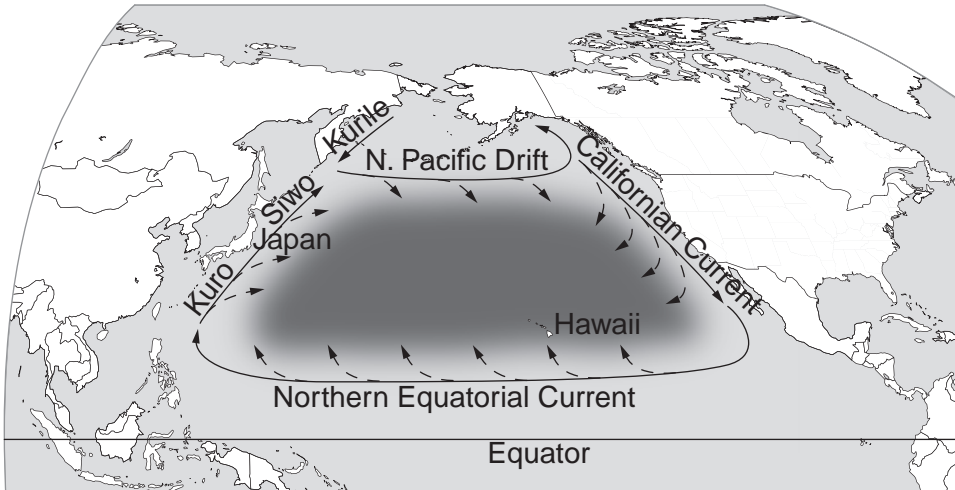 Kurile
N. Pacific Drift
Californian Current
Kuro Siwo
Japan
Hawaii
Northern Equatorial Current
Equator